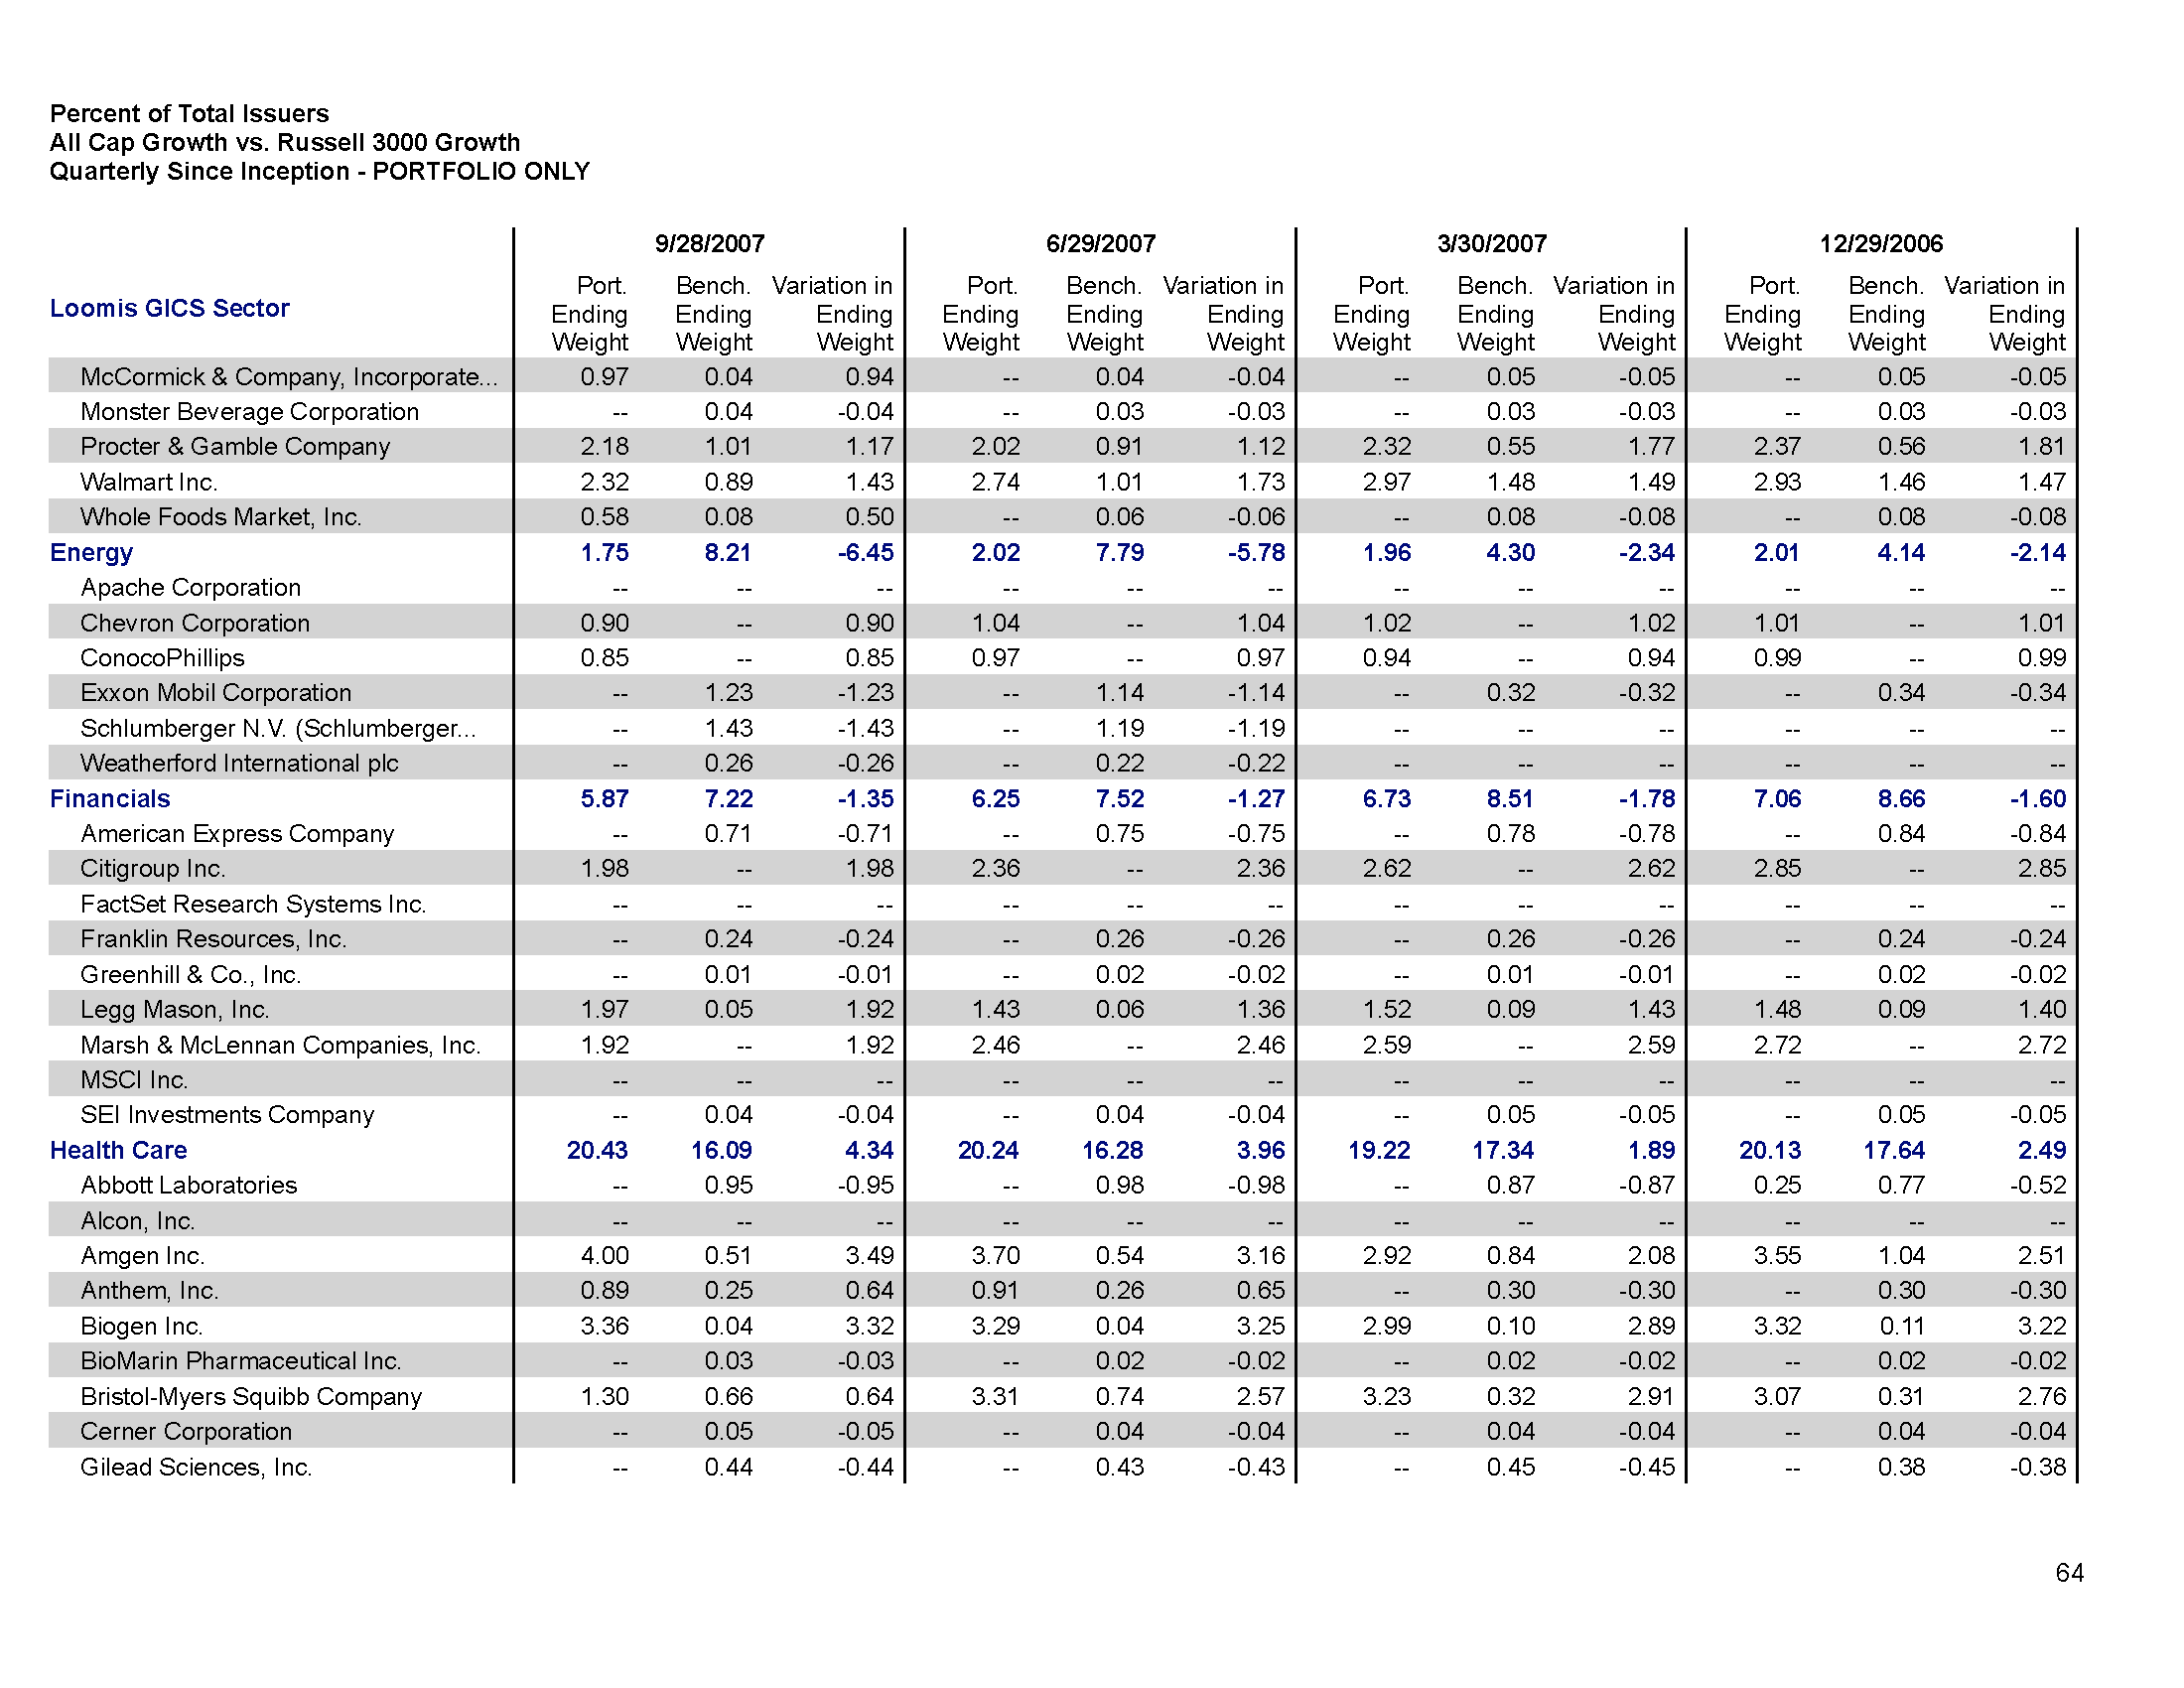 Percent of Total Issuers
All Cap Growth vs. Russell 3000 Growth
Quarterly Since Inception - PORTFOLIO ONLY
9/28/2007 6/29/2007 3/30/2007 12/29/2006
Loomis GICS Sector
Port. Bench. Variation in Port. Bench. Variation in Port. Bench. Variation in Port. Bench. Variation in
Ending Ending Ending Ending Ending Ending Ending Ending Ending Ending Ending Ending
Weight Weight Weight Weight Weight Weight Weight Weight Weight Weight Weight Weight
McCormick & Company, Incorporate... 0.97 0.04 0.94 -- 0.04 -0.04 -- 0.05 -0.05 -- 0.05 -0.05
Monster Beverage Corporation -- 0.04 -0.04 -- 0.03 -0.03 -- 0.03 -0.03 -- 0.03 -0.03
Procter & Gamble Company 2.18 1.01 1.17 2.02 0.91 1.12 2.32 0.55 1.77 2.37 0.56 1.81
Walmart Inc. 2.32 0.89 1.43 2.74 1.01 1.73 2.97 1.48 1.49 2.93 1.46 1.47
Whole Foods Market, Inc. 0.58 0.08 0.50 -- 0.06 -0.06 -- 0.08 -0.08 -- 0.08 -0.08
Energy 1.75 8.21 -6.45 2.02 7.79 -5.78 1.96 4.30 -2.34 2.01 4.14 -2.14
Apache Corporation -- -- -- -- -- -- -- -- -- -- -- --
Chevron Corporation 0.90 -- 0.90 1.04 -- 1.04 1.02 -- 1.02 1.01 -- 1.01
ConocoPhillips 0.85 -- 0.85 0.97 -- 0.97 0.94 -- 0.94 0.99 -- 0.99
Exxon Mobil Corporation -- 1.23 -1.23 -- 1.14 -1.14 -- 0.32 -0.32 -- 0.34 -0.34
Schlumberger N.V. (Schlumberger... -- 1.43 -1.43 -- 1.19 -1.19 -- -- -- -- -- --
Weatherford International plc -- 0.26 -0.26 -- 0.22 -0.22 -- -- -- -- -- --
Financials 5.87 7.22 -1.35 6.25 7.52 -1.27 6.73 8.51 -1.78 7.06 8.66 -1.60
American Express Company -- 0.71 -0.71 -- 0.75 -0.75 -- 0.78 -0.78 -- 0.84 -0.84
Citigroup Inc. 1.98 -- 1.98 2.36 -- 2.36 2.62 -- 2.62 2.85 -- 2.85
FactSet Research Systems Inc. -- -- -- -- -- -- -- -- -- -- -- --
Franklin Resources, Inc. -- 0.24 -0.24 -- 0.26 -0.26 -- 0.26 -0.26 -- 0.24 -0.24
Greenhill & Co., Inc. -- 0.01 -0.01 -- 0.02 -0.02 -- 0.01 -0.01 -- 0.02 -0.02
Legg Mason, Inc. 1.97 0.05 1.92 1.43 0.06 1.36 1.52 0.09 1.43 1.48 0.09 1.40
Marsh & McLennan Companies, Inc. 1.92 -- 1.92 2.46 -- 2.46 2.59 -- 2.59 2.72 -- 2.72
MSCI Inc. -- -- -- -- -- -- -- -- -- -- -- --
SEI Investments Company -- 0.04 -0.04 -- 0.04 -0.04 -- 0.05 -0.05 -- 0.05 -0.05
Health Care 20.43 16.09 4.34 20.24 16.28 3.96 19.22 17.34 1.89 20.13 17.64 2.49
Abbott Laboratories -- 0.95 -0.95 -- 0.98 -0.98 -- 0.87 -0.87 0.25 0.77 -0.52
Alcon, Inc. -- -- -- -- -- -- -- -- -- -- -- --
Amgen Inc. 4.00 0.51 3.49 3.70 0.54 3.16 2.92 0.84 2.08 3.55 1.04 2.51
Anthem, Inc. 0.89 0.25 0.64 0.91 0.26 0.65 -- 0.30 -0.30 -- 0.30 -0.30
Biogen Inc. 3.36 0.04 3.32 3.29 0.04 3.25 2.99 0.10 2.89 3.32 0.11 3.22
BioMarin Pharmaceutical Inc. -- 0.03 -0.03 -- 0.02 -0.02 -- 0.02 -0.02 -- 0.02 -0.02
Bristol-Myers Squibb Company 1.30 0.66 0.64 3.31 0.74 2.57 3.23 0.32 2.91 3.07 0.31 2.76
Cerner Corporation -- 0.05 -0.05 -- 0.04 -0.04 -- 0.04 -0.04 -- 0.04 -0.04
Gilead Sciences, Inc. -- 0.44 -0.44 -- 0.43 -0.43 -- 0.45 -0.45 -- 0.38 -0.38
64